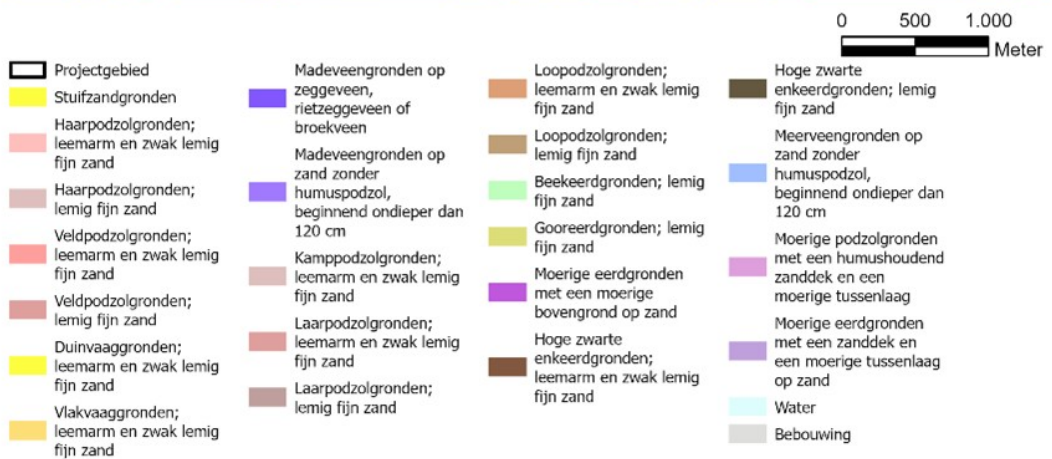 0 500 1.000
Meter
Projectgebied
Stuifzandgronden
Haarpodzolgronden;
leemarm en zwak lemig
fijn zand
Haarpodzolgronden;
lemig fijn zand
Veldpodzolgronden;
leemarm en zwak lemig
fijn zand
Veldpodzolgronden;
lemig fijn zand
Duinvaaggronden;
leemarm en zwak lemig
fijn zand
Vlakvaaggronden;
leemarm en zwak lemig
fijn zand
Madeveengronden op
zeggeveen,
rietzeggeveen of
broekveen
Madeveengronden op
zand zonder
humuspodzol,
beginnend ondieper dan
120 cm
Kamppodzolgronden;
leemarm en zwak lemig
fijn zand
Laarpodzolgronden;
leemarm en zwak lemig
fijn zand
Laarpodzolgronden;
lemig fijn zand
Loopodzolgronden;
leemarm en zwak lemig
fijn zand
Loopodzolgronden;
lemig fijn zand
Beekeerdgronden; lemig
fijn zand
Gooreerdgronden; lemig
fijn zand
Moerige eerdgronden
met een moerige
bovengrond op zand
Hoge zwarte
enkeerdgronden;
leemarm en zwak lemig
fijn zand
Hoge zwarte
enkeerdgronden; lemig
fijn zand
Meerveengronden op
zand zonder
humuspodzol,
beginnend ondieper dan
120 cm
Moerige podzolgronden
met een humushoudend
zanddek en een
moerige tussenlaag
Moerige eerdgronden
met een zanddek en
een moerige tussenlaag
op zand
Water
Bebouwing